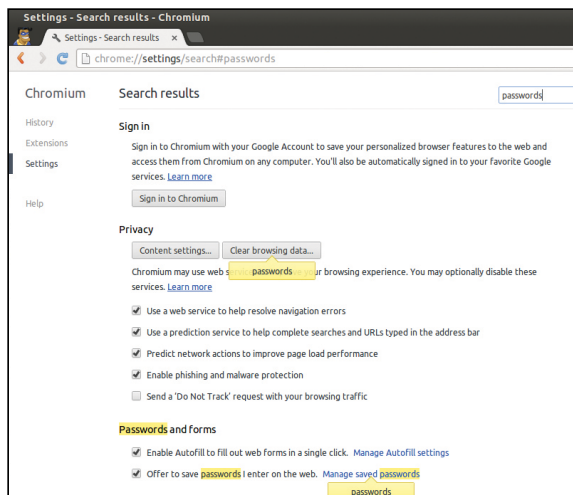 Settings - Search results - Chromium
Settings - Search results ×
chrome://settings/search#passwords
Chromium
Search results
passwords
History
Extensions
Settings
Help
Sign in
Sign in to Chromium with your Google Account to save your personalized browser features to the web and
access them from Chromium on any computer. You'll also be automatically signed in to your favorite Google
services. Learn more
Sign in to Chromium
Privacy
Content settings... Clear browsing data...
passwords
Chromium may use web your browsing experience. You may optionally disable these
services. Learn more
Use a web service to help resolve navigation errors
Use a prediction service to help complete searches and URLs typed in the address bar
Predict network actions to improve page load performance
Enable phishing and malware protection
Send a 'Do Not Track' request with your browsing traffic
Passwords and forms
Enable Autofill to fill out web forms in a single click. Manage Autofill settings
Offer to save passwords I enter on the web. Manage saved passwords
passwords